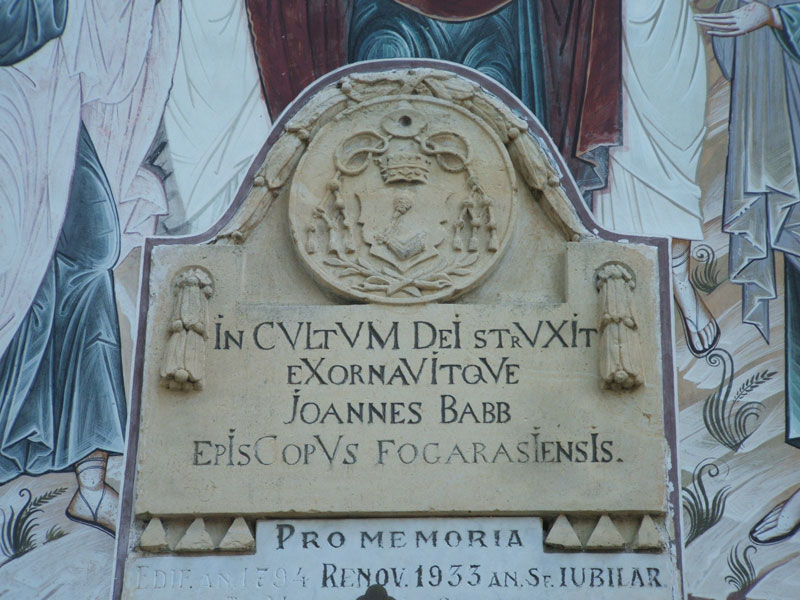 IN CVLTVM DEI STRVXIT
EXORNAVITQVE
JOANNES BABB
EPISCOPVS FOGARASIENSIS.
PRO MEMORIA
EDIF. AN. 1794 RENOV. 1933 AN. SF. IUBILAR.